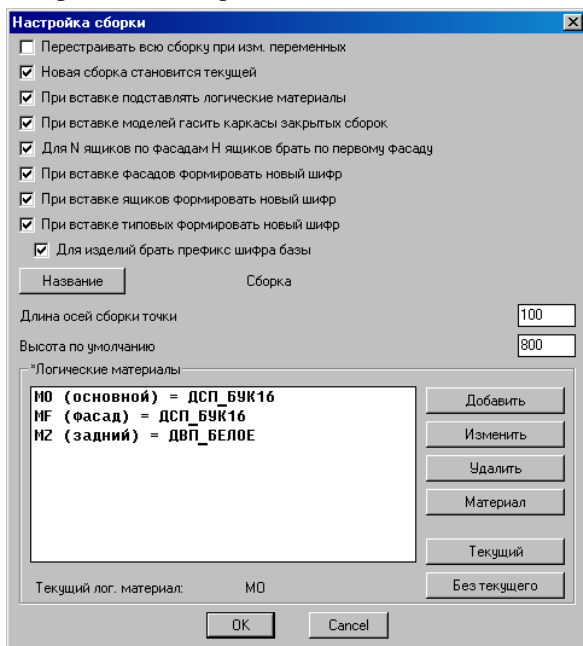 Настройка сборки
Перестраивать всю сборку при изм. переменных
Новая сборка становится текущей
При вставке подставлять логические материалы
При вставке моделей гасить каркасы закрытых сборок
Для N ящиков по фасадам H ящиков брать по первому фасаду
При вставке фасадов формировать новый шифр
При вставке ящиков формировать новый шифр
При вставке типовых формировать новый шифр
Для изделий брать префикс шифра базы
Название Сборка
Длина осей сборки точки 100
Высота по умолчанию 800
*Логические материалы
MO (основной) = ДСП_БУК16
MF (фасад) = ДСП_БУК16
MZ (задний) = ДВП_БЕЛОЕ
Добавить
Изменить
Удалить
Материал
Текущий
Текущий лог. материал: MO Без текущего
OK Cancel